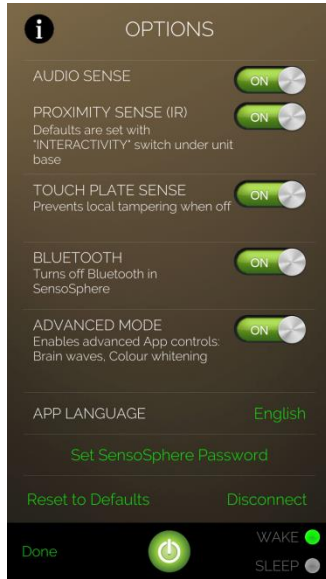 i OPTIONS
AUDIO SENSE ON
PROXIMITY SENSE (IR) ON
Defaults are set with
"INTERACTIVITY" switch under unit
base
TOUCH PLATE SENSE ON
Prevents local tampering when off
BLUETOOTH ON
Turns off Bluetooth in
SensoSphere
ADVANCED MODE ON
Enables advanced App controls:
Brain waves, Colour whitening
APP LANGUAGE English
Set SensoSphere Password
Reset to Defaults Disconnect
WAKE
Done
SLEEP